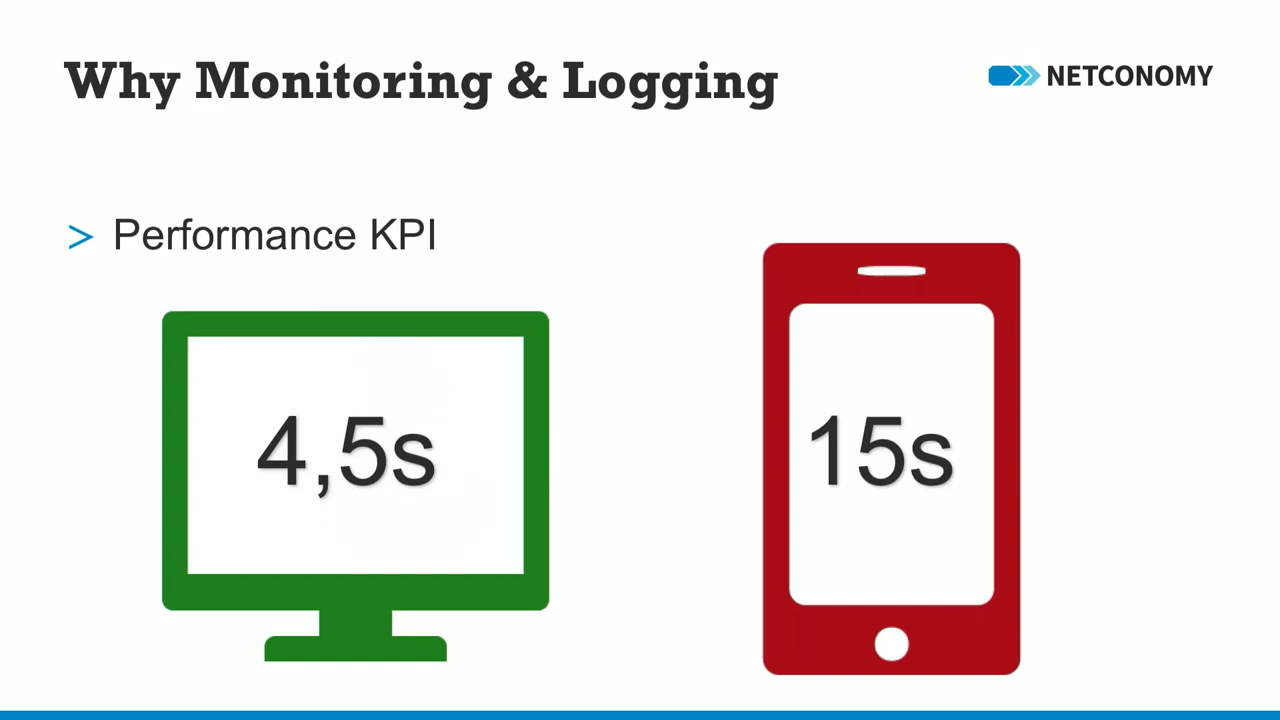 Why Monitoring & Logging
NETCONOMY
> Performance KPI
4,5s
15s